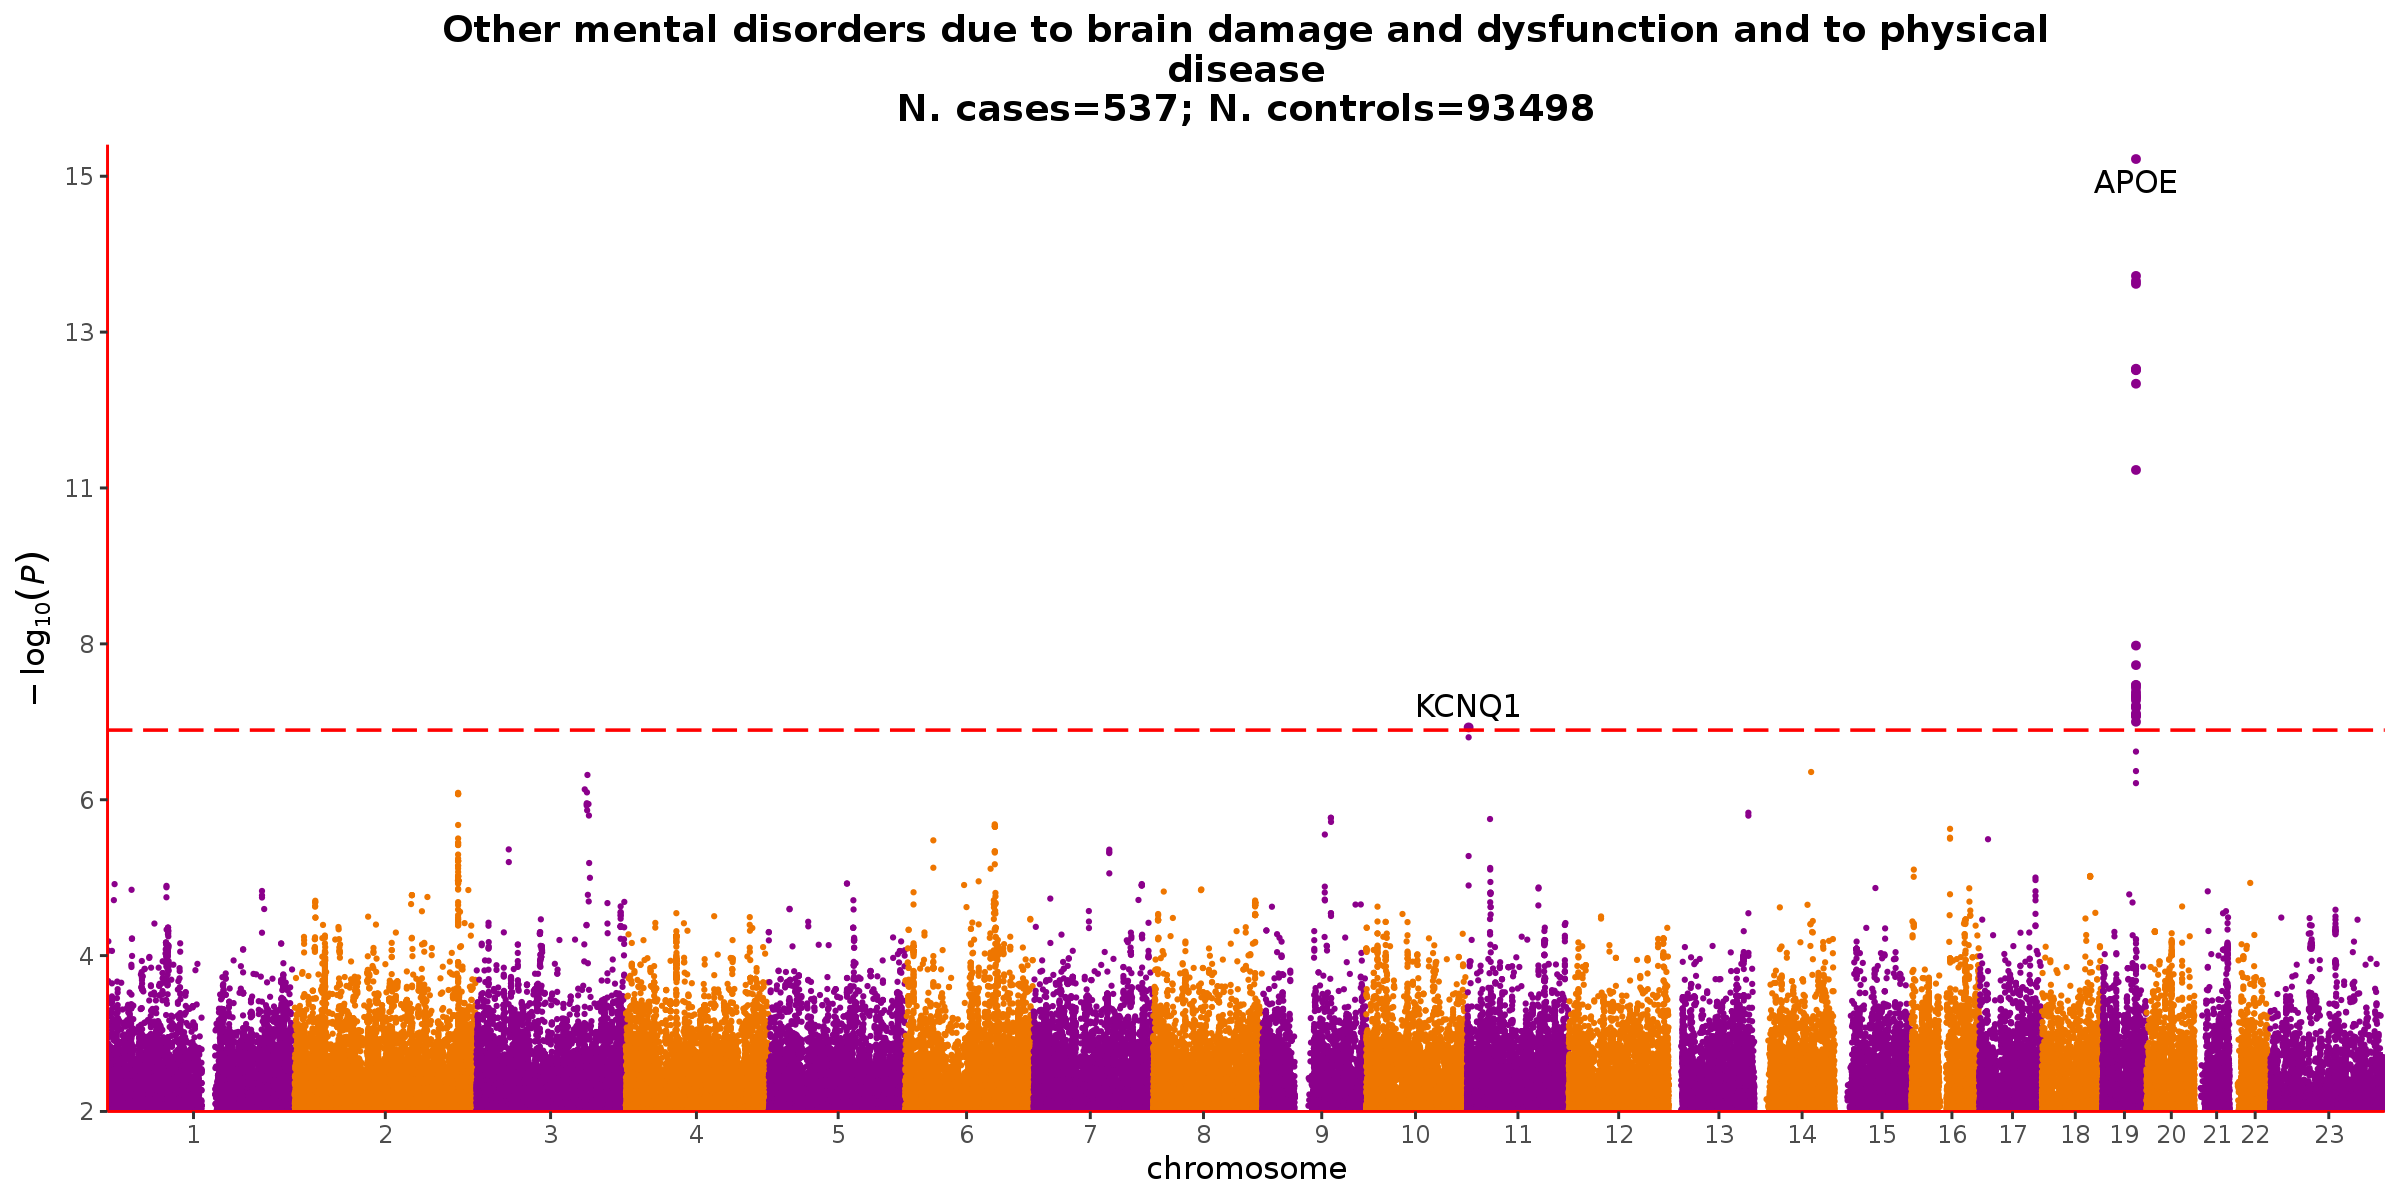 Other mental disorders due to brain damage and dysfunction and to physical
disease
N. cases=537; N. controls=93498
15
APOE
13
11
− log₁₀(P)
8
KCNQ1
6
4
2
1 2 3 4 5 6 7 8 9 10 11 12 13 14 15 16 17 18 19 20 21 22 23
chromosome